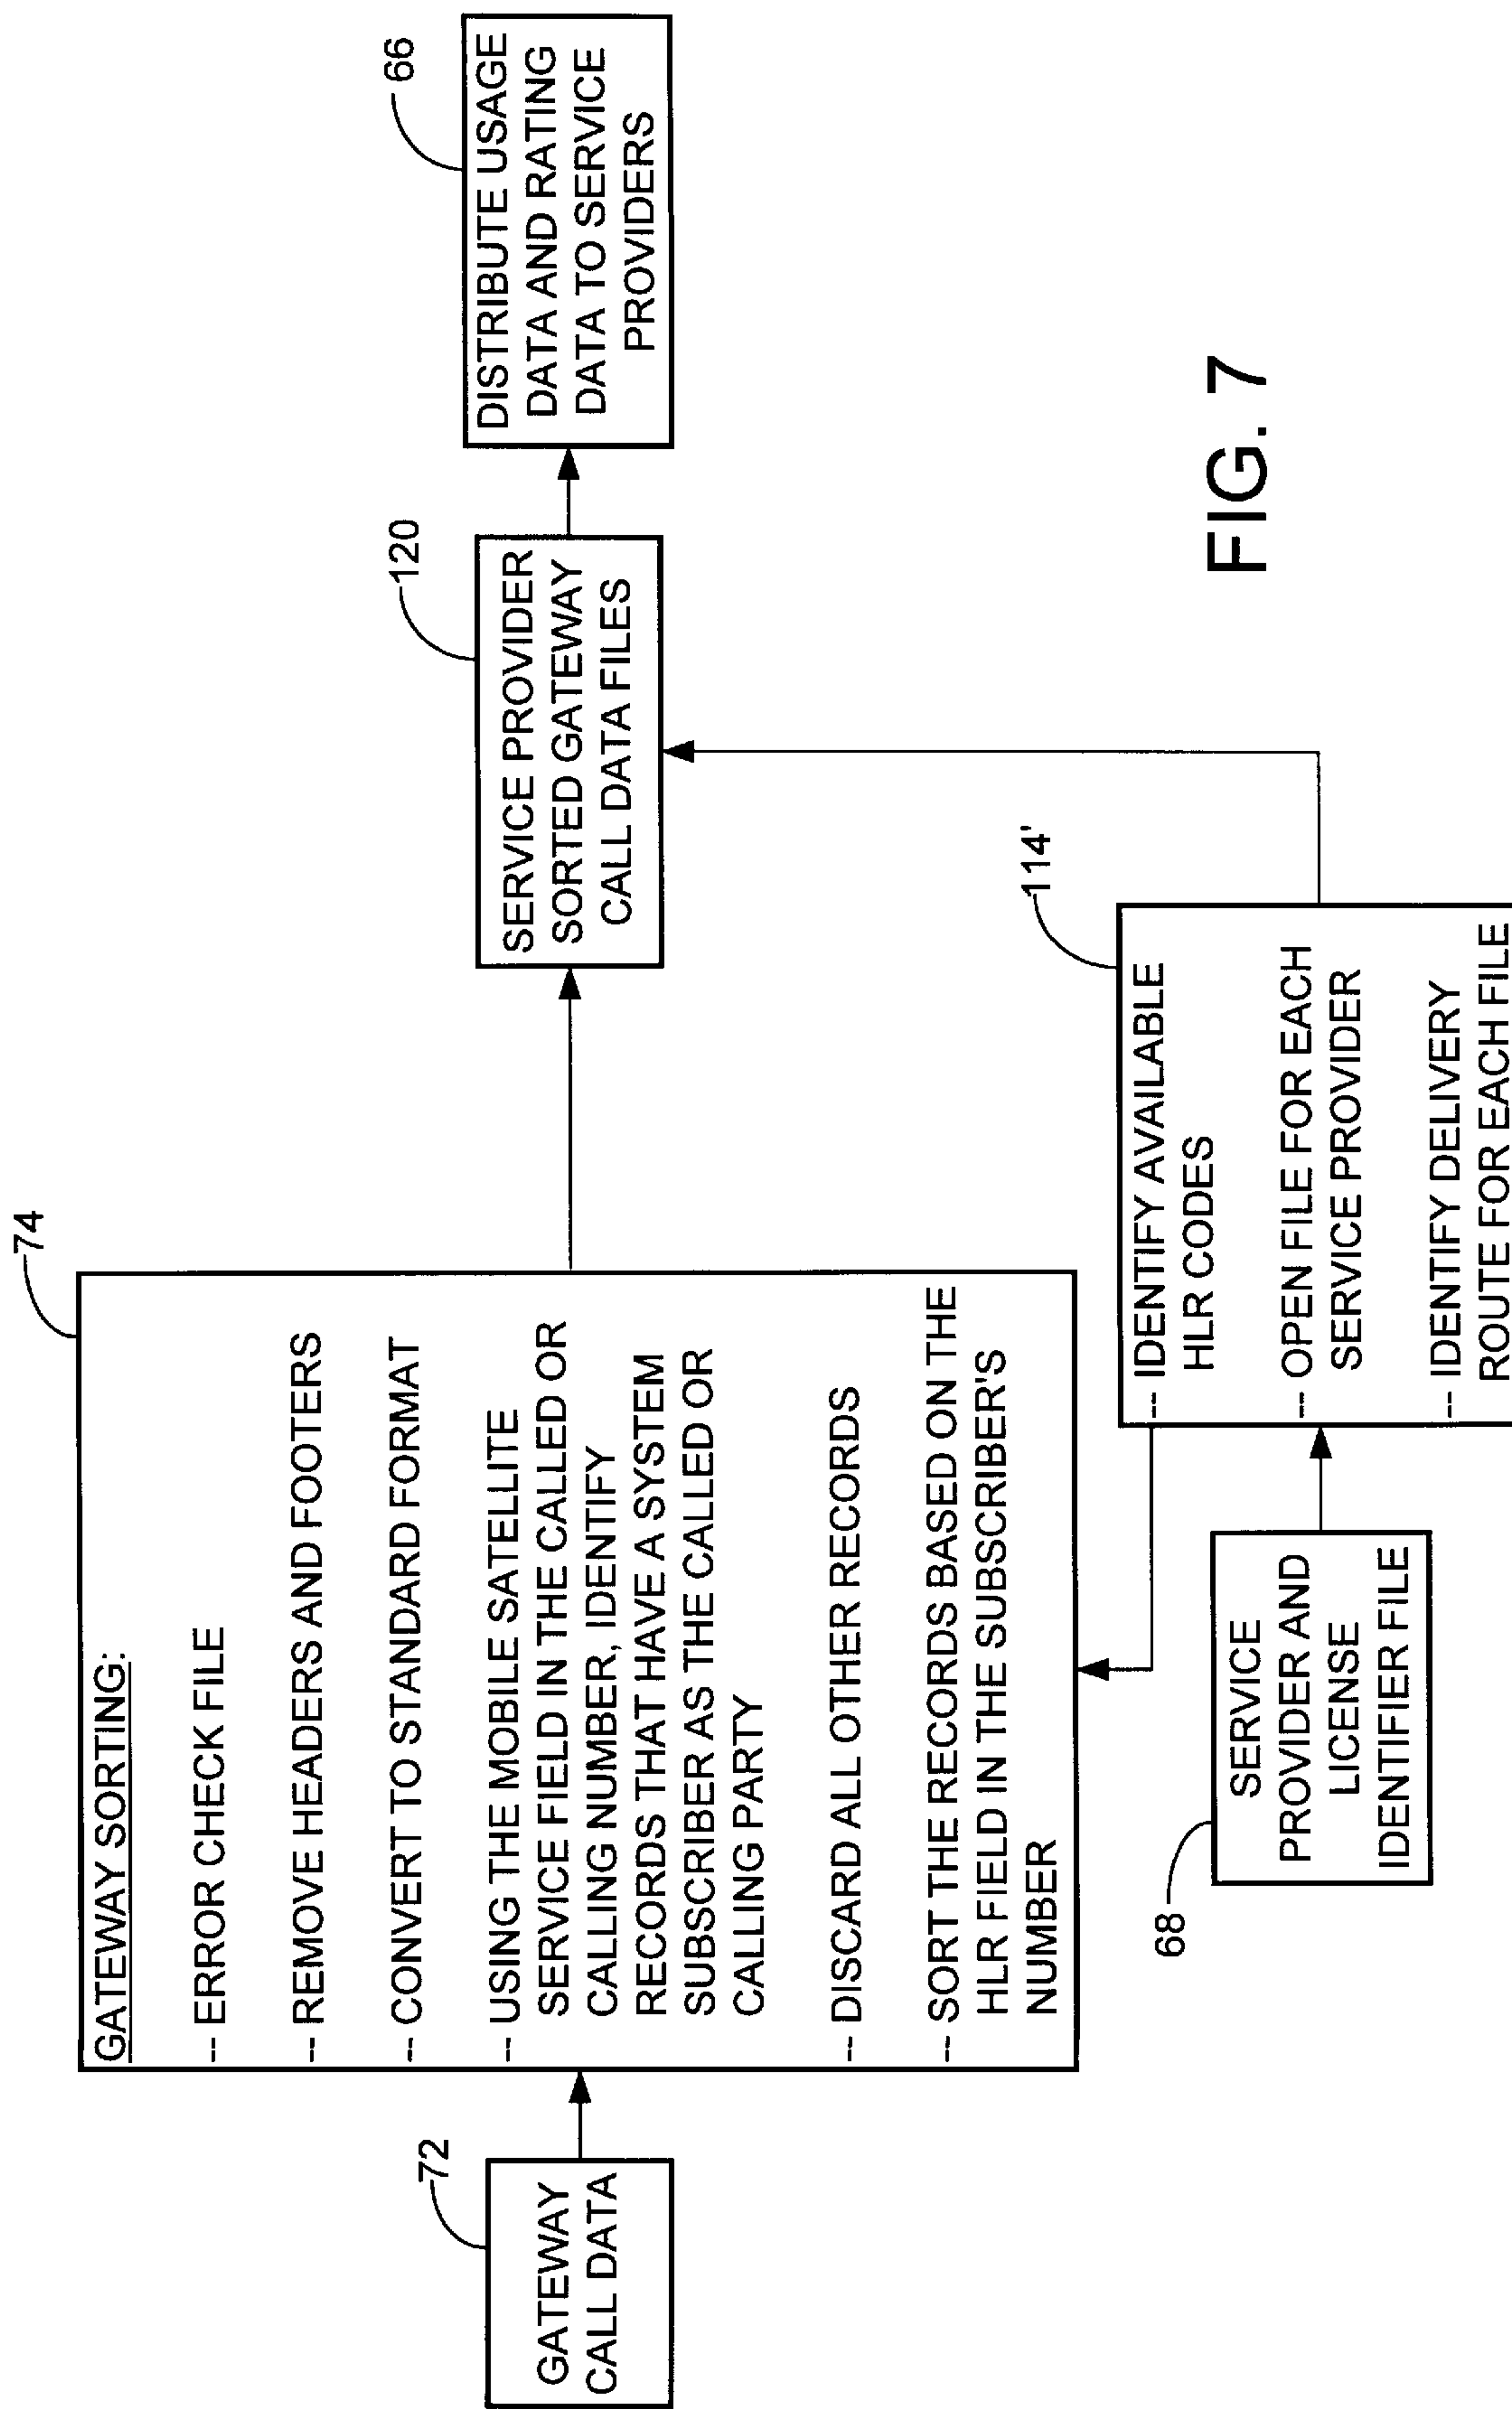 72
GATEWAY
CALL DATA
74
GATEWAY SORTING:
-- ERROR CHECK FILE
-- REMOVE HEADERS AND FOOTERS
-- CONVERT TO STANDARD FORMAT
-- USING THE MOBILE SATELLITE
SERVICE FIELD IN THE CALLED OR
CALLING NUMBER, IDENTIFY
RECORDS THAT HAVE A SYSTEM
SUBSCRIBER AS THE CALLED OR
CALLING PARTY
-- DISCARD ALL OTHER RECORDS
-- SORT THE RECORDS BASED ON THE
HLR FIELD IN THE SUBSCRIBER'S
NUMBER
120
SERVICE PROVIDER
SORTED GATEWAY
CALL DATA FILES
66
DISTRIBUTE USAGE
DATA AND RATING
DATA TO SERVICE
PROVIDERS
68
SERVICE
PROVIDER AND
LICENSE
IDENTIFIER FILE
114'
-- IDENTIFY AVAILABLE
HLR CODES
-- OPEN FILE FOR EACH
SERVICE PROVIDER
-- IDENTIFY DELIVERY
ROUTE FOR EACH FILE
FIG. 7